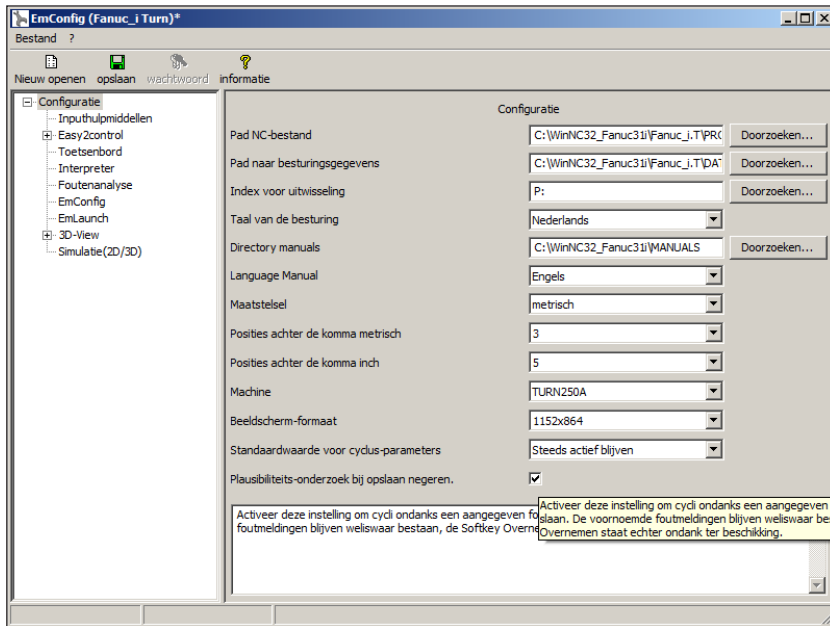 EmConfig (Fanuc_i Turn)*
Bestand ?
Nieuw openen opslaan wachtwoord informatie
Configuratie
Inputhulpmiddellen
Easy2control
Toetsenbord
Interpreter
Foutenanalyse
EmConfig
EmLaunch
3D-View
Simulatie(2D/3D)
Configuratie
Pad NC-bestand C:\WinNC32_Fanuc31i\Fanuc_i.T\PRO Doorzoeken...
Pad naar besturingsgegevens C:\WinNC32_Fanuc31i\Fanuc_i.T\DAT Doorzoeken...
Index voor uitwisseling P: Doorzoeken...
Taal van de besturing Nederlands
Directory manuals C:\WinNC32_Fanuc31i\MANUALS Doorzoeken...
Language Manual Engels
Maatstelsel metrisch
Posities achter de komma metrisch 3
Posities achter de komma inch 5
Machine TURN250A
Beeldscherm-formaat 1152x864
Standaardwaarde voor cyclus-parameters Steeds actief blijven
Plausibiliteits-onderzoek bij opslaan negeren.
Activeer deze instelling om cycli ondanks een aangegeven fo
foutmeldingen blijven weliswaar bestaan, de Softkey Overne
Activeer deze instelling om cycli ondanks een aangegeven
slaan. De voornoemde foutmeldingen blijven weliswaar be
Overnemen staat echter ondank ter beschikking.